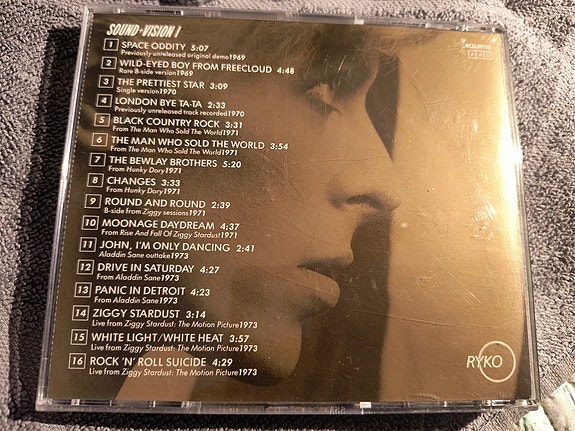 SOUND+VISION I
1 SPACE ODDITY 5:07
Previously unreleased original demo1969
2 WILD-EYED BOY FROM FREECLOUD 4:48
Rare B-side version1969
3 THE PRETTIEST STAR 3:09
Single version1970
4 LONDON BYE TA-TA 2:33
Previously unreleased track recorded1970
5 BLACK COUNTRY ROCK 3:31
From The Man Who Sold The World1971
6 THE MAN WHO SOLD THE WORLD 3:54
From The Man Who Sold The World1971
7 THE BEWLAY BROTHERS 5:20
From Hunky Dory1971
8 CHANGES 3:33
From Hunky Dory1971
9 ROUND AND ROUND 2:39
B-side from Ziggy sessions1971
10 MOONAGE DAYDREAM 4:37
From Rise And Fall Of Ziggy Stardust1971
11 JOHN, I'M ONLY DANCING 2:41
Aladdin Sane outtake1973
12 DRIVE IN SATURDAY 4:27
From Aladdin Sane1973
13 PANIC IN DETROIT 4:23
From Aladdin Sane1973
14 ZIGGY STARDUST 3:14
Live from Ziggy Stardust: The Motion Picture1973
15 WHITE LIGHT/WHITE HEAT 3:57
Live from Ziggy Stardust: The Motion Picture1973
16 ROCK 'N' ROLL SUICIDE 4:29
Live from Ziggy Stardust: The Motion Picture1973
RYKO